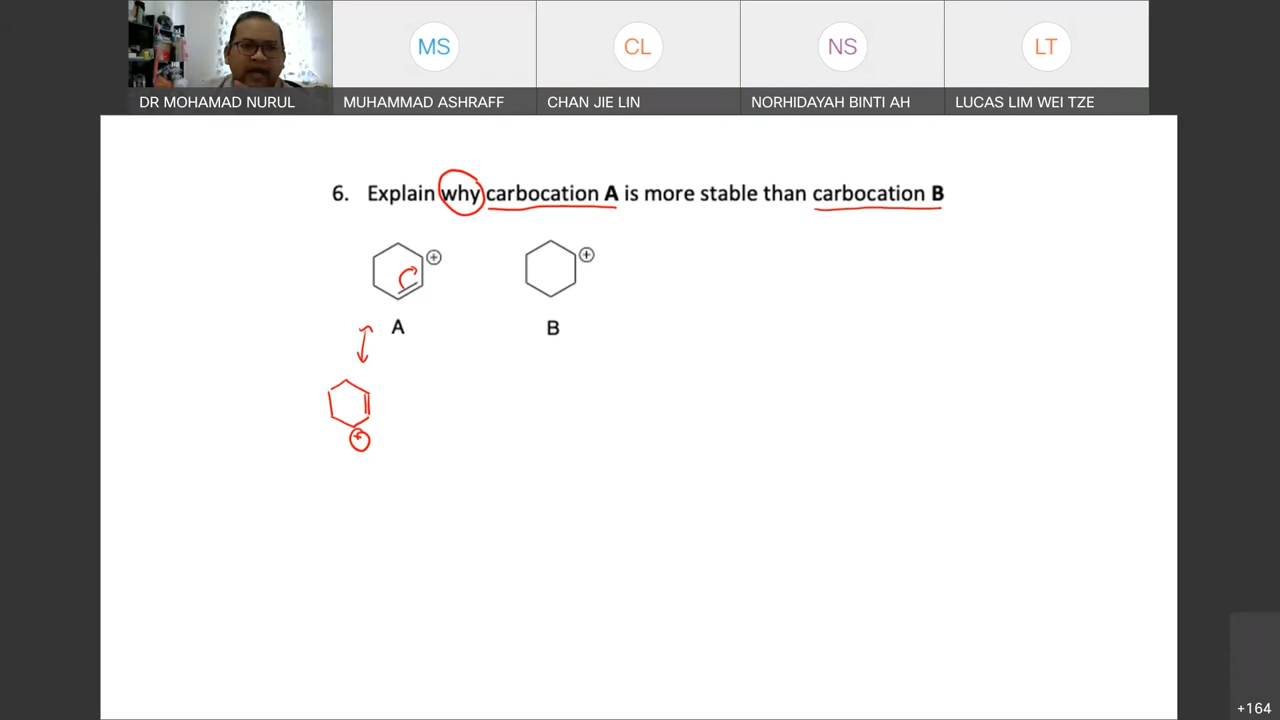 MS
CL
NS
LT
DR MOHAMAD NURUL
MUHAMMAD ASHRAFF
CHAN JIE LIN
NORHIDAYAH BINTI AH
LUCAS LIM WEI TZE
6. Explain why carbocation A is more stable than carbocation B
+
+
A
B
+
+164